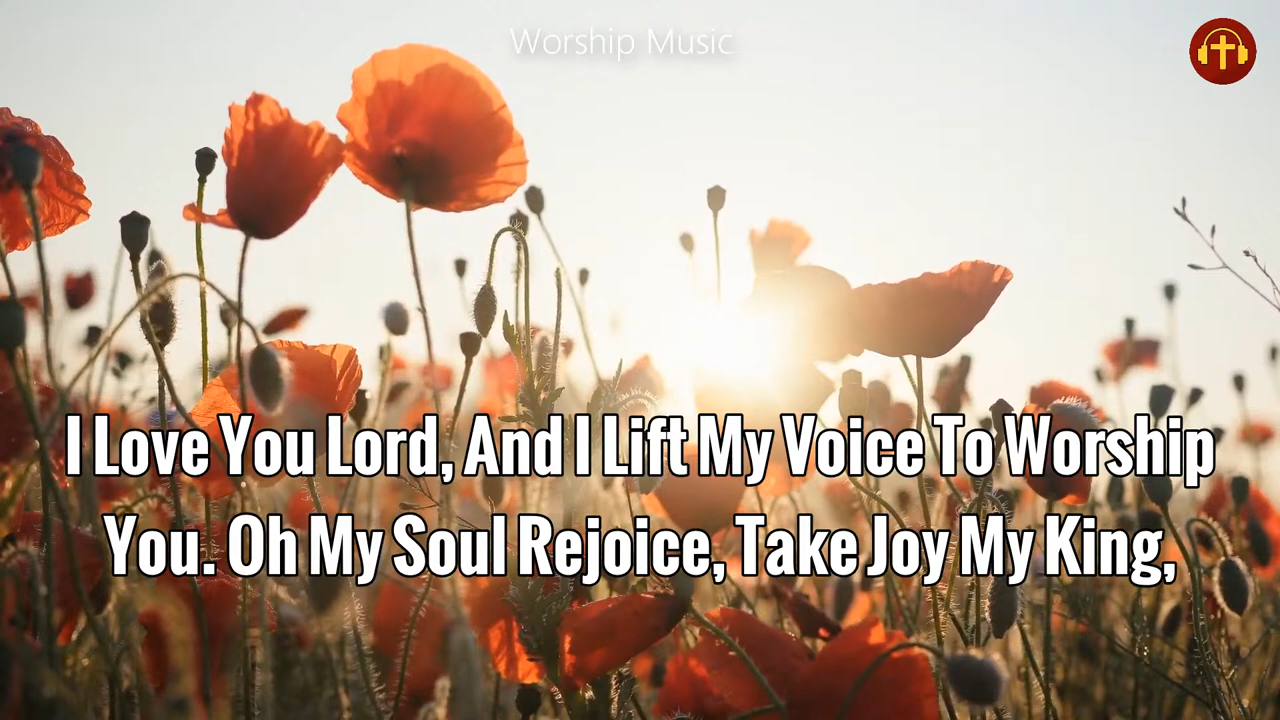 Worship Music
I Love You Lord, And I Lift My Voice To Worship
You. Oh My Soul Rejoice, Take Joy My King,